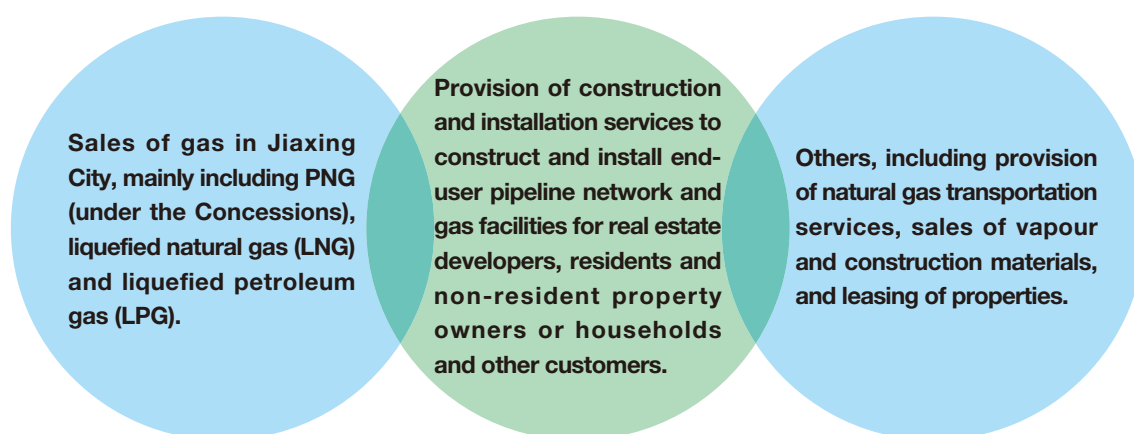 Sales of gas in Jiaxing
City, mainly including PNG
(under the Concessions),
liquefied natural gas (LNG)
and liquefied petroleum
gas (LPG).
Provision of construction
and installation services to
construct and install end-
user pipeline network and
gas facilities for real estate
developers, residents and
non-resident property
owners or households
and other customers.
Others, including provision
of natural gas transportation
services, sales of vapour
and construction materials,
and leasing of properties.